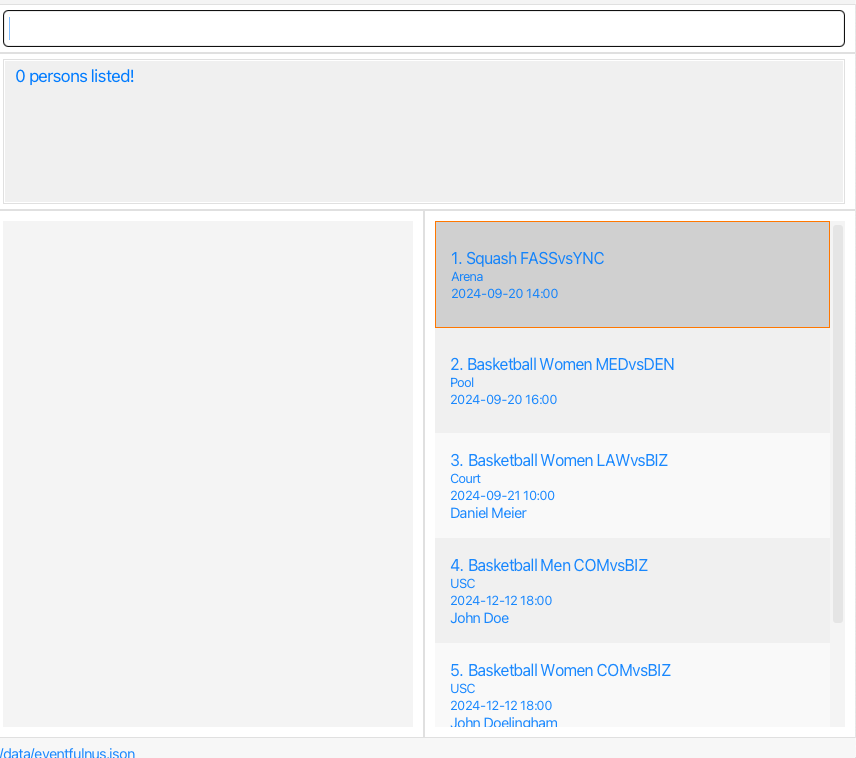 0 persons listed!
1. Squash FASSvsYNC
Arena
2024-09-20 14:00
2. Basketball Women MEDvsDEN
Pool
2024-09-20 16:00
3. Basketball Women LAWvsBIZ
Court
2024-09-21 10:00
Daniel Meier
4. Basketball Men COMvsBIZ
USC
2024-12-12 18:00
John Doe
5. Basketball Women COMvsBIZ
USC
2024-12-12 18:00
John Doelingham
/data/eventfulnus.json